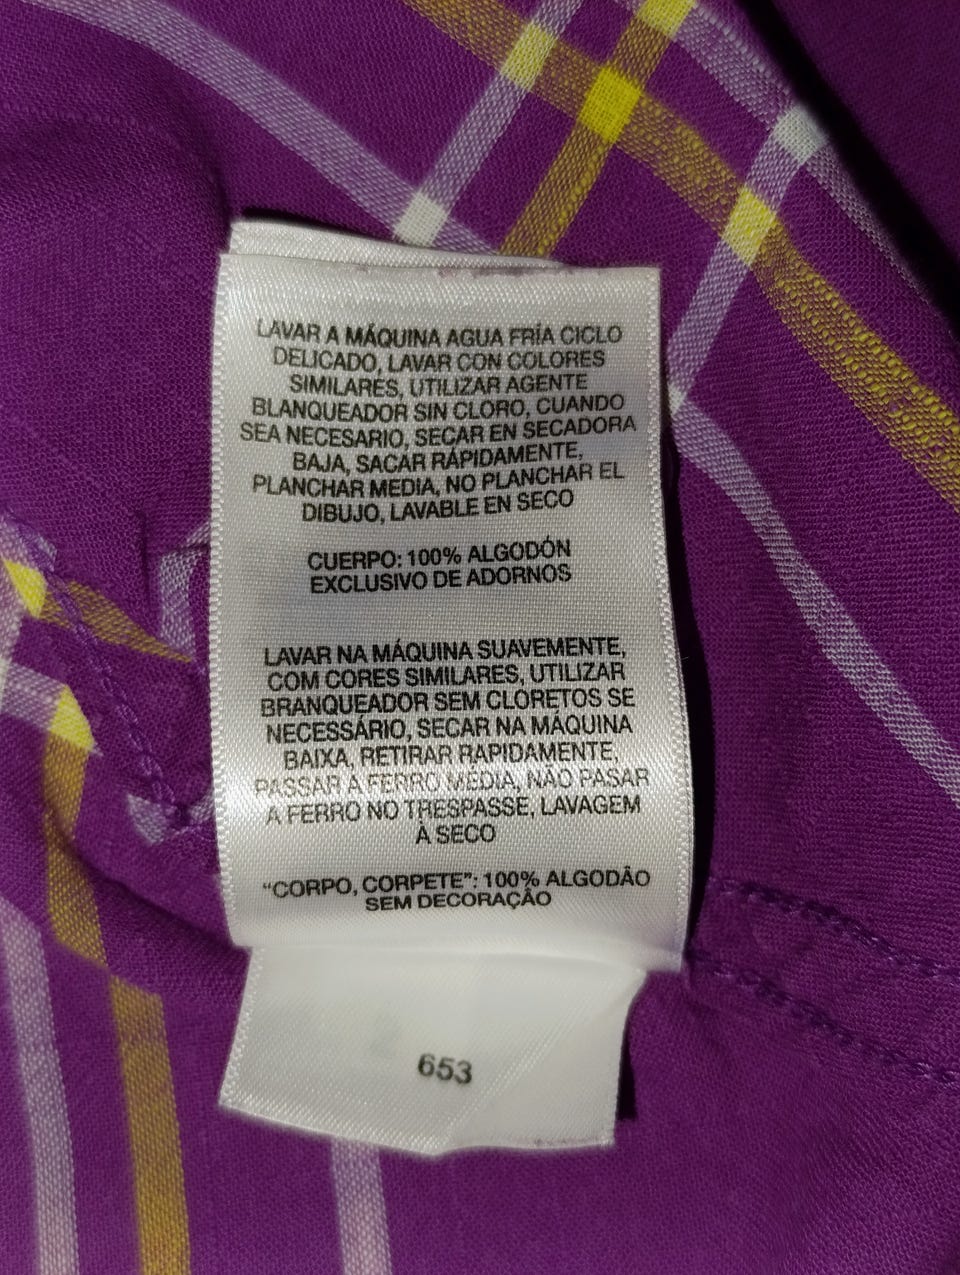 LAVAR A MÁQUINA AGUA FRÍA CICLO
DELICADO, LAVAR CON COLORES
SIMILARES, UTILIZAR AGENTE
BLANQUEADOR SIN CLORO, CUANDO
SEA NECESARIO, SECAR EN SECADORA
BAJA, SACAR RÁPIDAMENTE,
PLANCHAR MEDIA, NO PLANCHAR EL
DIBUJO, LAVABLE EN SECO
CUERPO: 100% ALGODÓN
EXCLUSIVO DE ADORNOS
LAVAR NA MÁQUINA SUAVEMENTE,
COM CORES SIMILARES, UTILIZAR
BRANQUEADOR SEM CLORETOS SE
NECESSÁRIO, SECAR NA MÁQUINA
BAIXA, RETIRAR RAPIDAMENTE,
PASSAR A FERRO MÉDIA, NÃO PASSAR
A FERRO NO TRESPASSE, LAVAGEM
À SECO
"CORPO, CORPETE": 100% ALGODÃO
SEM DECORAÇÃO
653